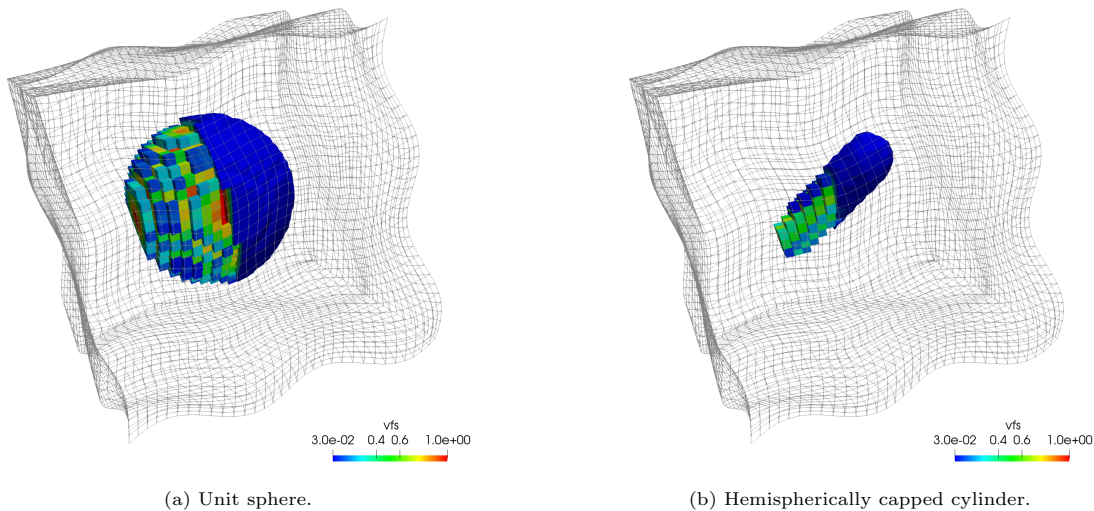 vfs
3.0e-02 0.4 0.6 1.0e+00
vfs
3.0e-02 0.4 0.6 1.0e+00
(a) Unit sphere.
(b) Hemispherically capped cylinder.